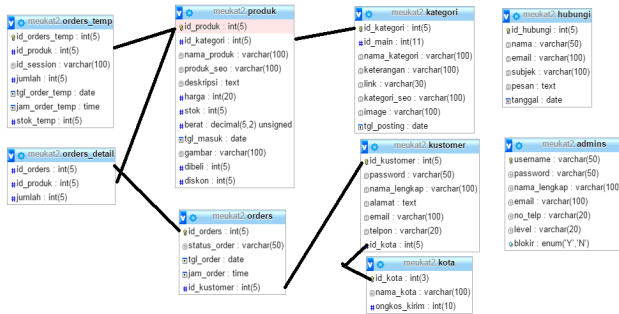 meukat2 orders_temp
id_orders_temp : int(5)
id_produk : int(5)
id_session : varchar(100)
jumlah : int(5)
tgl_order_temp : date
jam_order_temp : time
stok_temp : int(5)
meukat2 produk
id_produk : int(5)
id_kategori : int(5)
nama_produk : varchar(100)
produk_seo : varchar(100)
deskripsi : text
harga : int(20)
stok : int(5)
berat : decimal(5,2) unsigned
tgl_masuk : date
gambar : varchar(100)
dibeli : int(5)
diskon : int(5)
meukat2 kategori
id_kategori : int(5)
id_main : int(11)
nama_kategori : varchar(100)
keterangan : varchar(100)
link : varchar(30)
kategori_seo : varchar(100)
image : varchar(100)
tgl_posting : date
meukat2 hubungi
id_hubungi : int(5)
nama : varchar(50)
email : varchar(100)
subjek : varchar(100)
pesan : text
tanggal : date
meukat2 orders_detail
id_orders : int(5)
id_produk : int(5)
jumlah : int(5)
meukat2 orders
id_orders : int(5)
status_order : varchar(50)
tgl_order : date
jam_order : time
id_kustomer : int(5)
meukat2 kustomer
id_kustomer : int(5)
password : varchar(50)
nama_lengkap : varchar(100)
alamat : text
email : varchar(100)
telpon : varchar(20)
id_kota : int(5)
meukat2 kota
id_kota : int(3)
nama_kota : varchar(100)
ongkos_kirim : int(10)
meukat2 admins
username : varchar(50)
password : varchar(50)
nama_lengkap : varchar(100)
email : varchar(100)
no_telp : varchar(20)
level : varchar(20)
blokir : enum('Y','N')